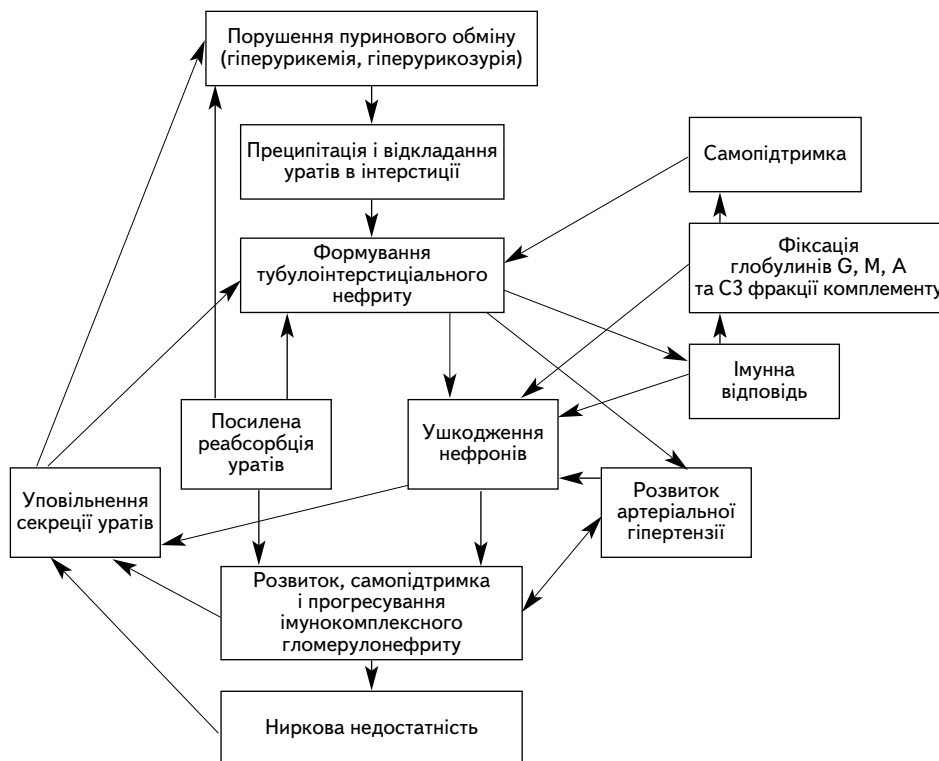 Порушення пуринового обміну
(гіперурикемія, гіперурикозурія)
Преципітація і відкладання
уратів в інтерстиції
Самопідтримка
Формування
тубулоінтерстиціального
нефриту
Фіксація
глобулинів G, M, A
та C3 фракції комплементу
Імунна
відповідь
Посилена
реабсорбція
уратів
Ушкодження
нефронів
Уповільнення
секреції уратів
Розвиток
артеріальної
гіпертензії
Розвиток, самопідтримка
і прогресування
імунокомплексного
гломерулонефриту
Ниркова недостатність